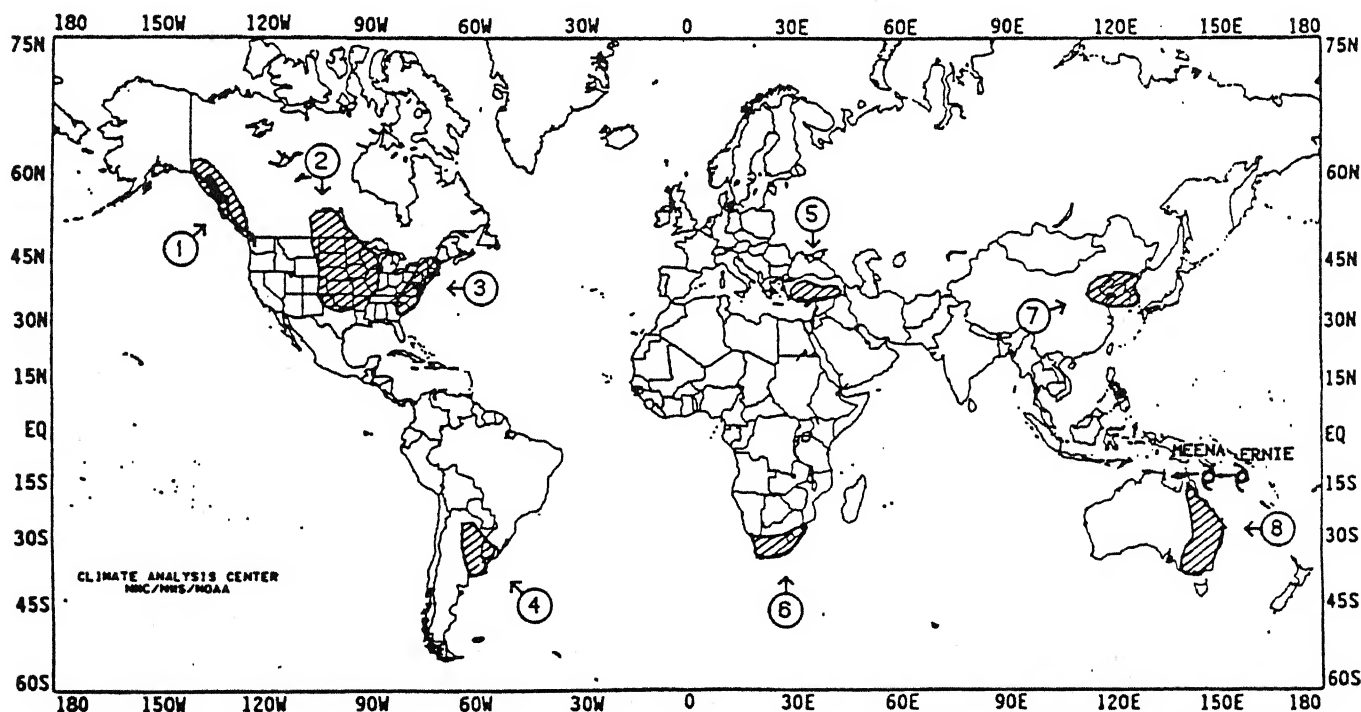 180 150W 120W 90W 60W 30W 0 30E 60E 90E 120E 150E 180
75N 75N
2
60N 60N
5
1
45N 45N
3
7
30N 30N
15N 15N
EQ EQ
MEENA ERNIE
15S 15S
8
30S 30S
CLIMATE ANALYSIS CENTER
NMC/NWS/NOAA
4
6
45S 45S
60S 60S
180 150W 120W 90W 60W 30W 0 30E 60E 90E 120E 150E 180